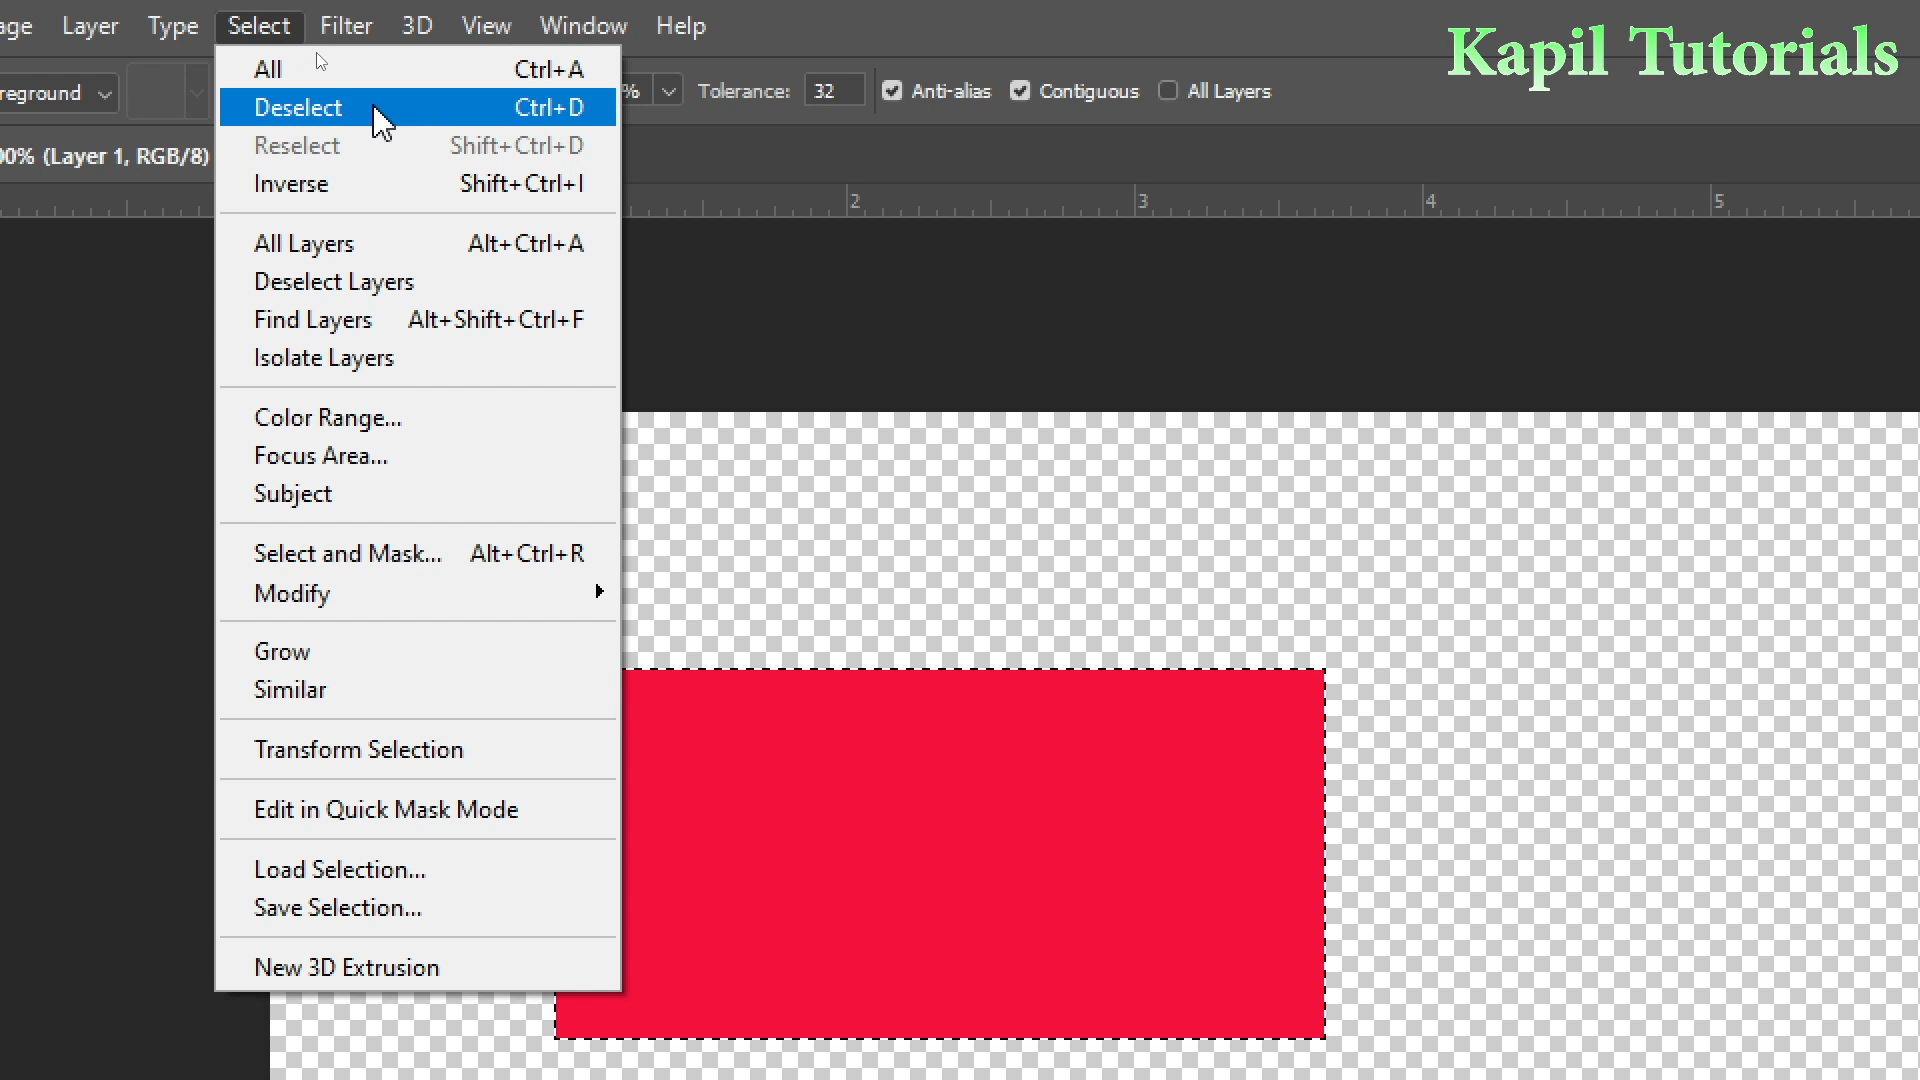 age Layer Type Select Filter 3D View Window Help
Kapil Tutorials
reground % Tolerance: 32 Anti-alias Contiguous All Layers
00% (Layer 1, RGB/8)
2 3 4 5
All Ctrl+A
Deselect Ctrl+D
Reselect Shift+Ctrl+D
Inverse Shift+Ctrl+I
All Layers Alt+Ctrl+A
Deselect Layers
Find Layers Alt+Shift+Ctrl+F
Isolate Layers
Color Range...
Focus Area...
Subject
Select and Mask... Alt+Ctrl+R
Modify
Grow
Similar
Transform Selection
Edit in Quick Mask Mode
Load Selection...
Save Selection...
New 3D Extrusion